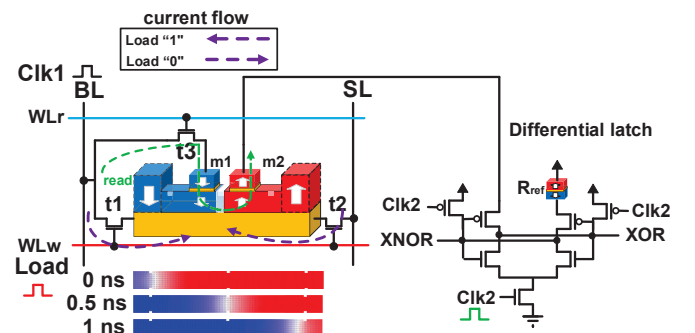 current flow
Load "1"
Load "0"
Clk1
BL
SL
WLr
t3
m1
m2
Differential latch
read
Rref
t1
t2
Clk2
Clk2
XNOR
XOR
WLw
Load
0 ns
0.5 ns
1 ns
Clk2